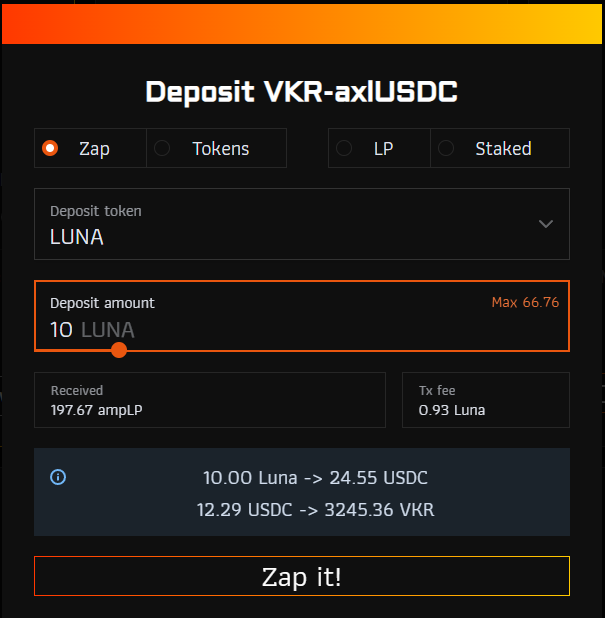 Deposit VKR-axlUSDC
Zap Tokens LP Staked
Deposit token
LUNA
Deposit amount Max 66.76
10 LUNA
Received Tx fee
197.67 ampLP 0.93 Luna
10.00 Luna -> 24.55 USDC
12.29 USDC -> 3245.36 VKR
Zap it!